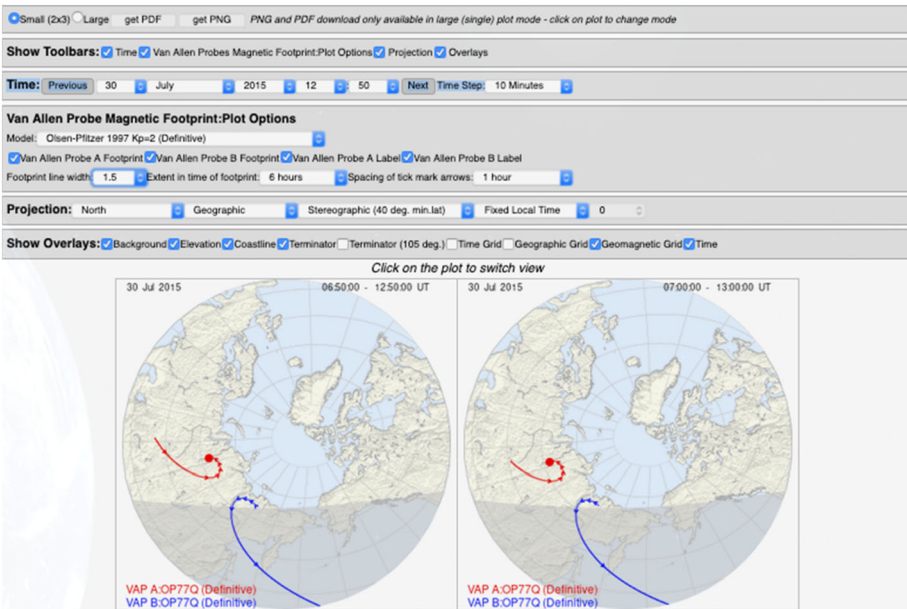 Small (2x3) Large get PDF get PNG PNG and PDF download only available in large (single) plot mode - click on plot to change mode
Show Toolbars: Time Van Allen Probes Magnetic Footprint:Plot Options Projection Overlays
Time: Previous 30 July 2015 12 : 50 Next Time Step: 10 Minutes
Van Allen Probe Magnetic Footprint:Plot Options
Model: Olsen-Pfitzer 1997 Kp=2 (Definitive)
Van Allen Probe A Footprint Van Allen Probe B Footprint Van Allen Probe A Label Van Allen Probe B Label
Footprint line width: 1.5 Extent in time of footprint: 6 hours Spacing of tick mark arrows: 1 hour
Projection: North Geographic Stereographic (40 deg. min.lat) Fixed Local Time 0
Show Overlays: Background Elevation Coastline Terminator Terminator (105 deg.) Time Grid Geographic Grid Geomagnetic Grid Time
Click on the plot to switch view
30 Jul 2015 06:50:00 - 12:50:00 UT 30 Jul 2015 07:00:00 - 13:00:00 UT
VAP A:OP77Q (Definitive) VAP A:OP77Q (Definitive)
VAP B:OP77Q (Definitive) VAP B:OP77Q (Definitive)